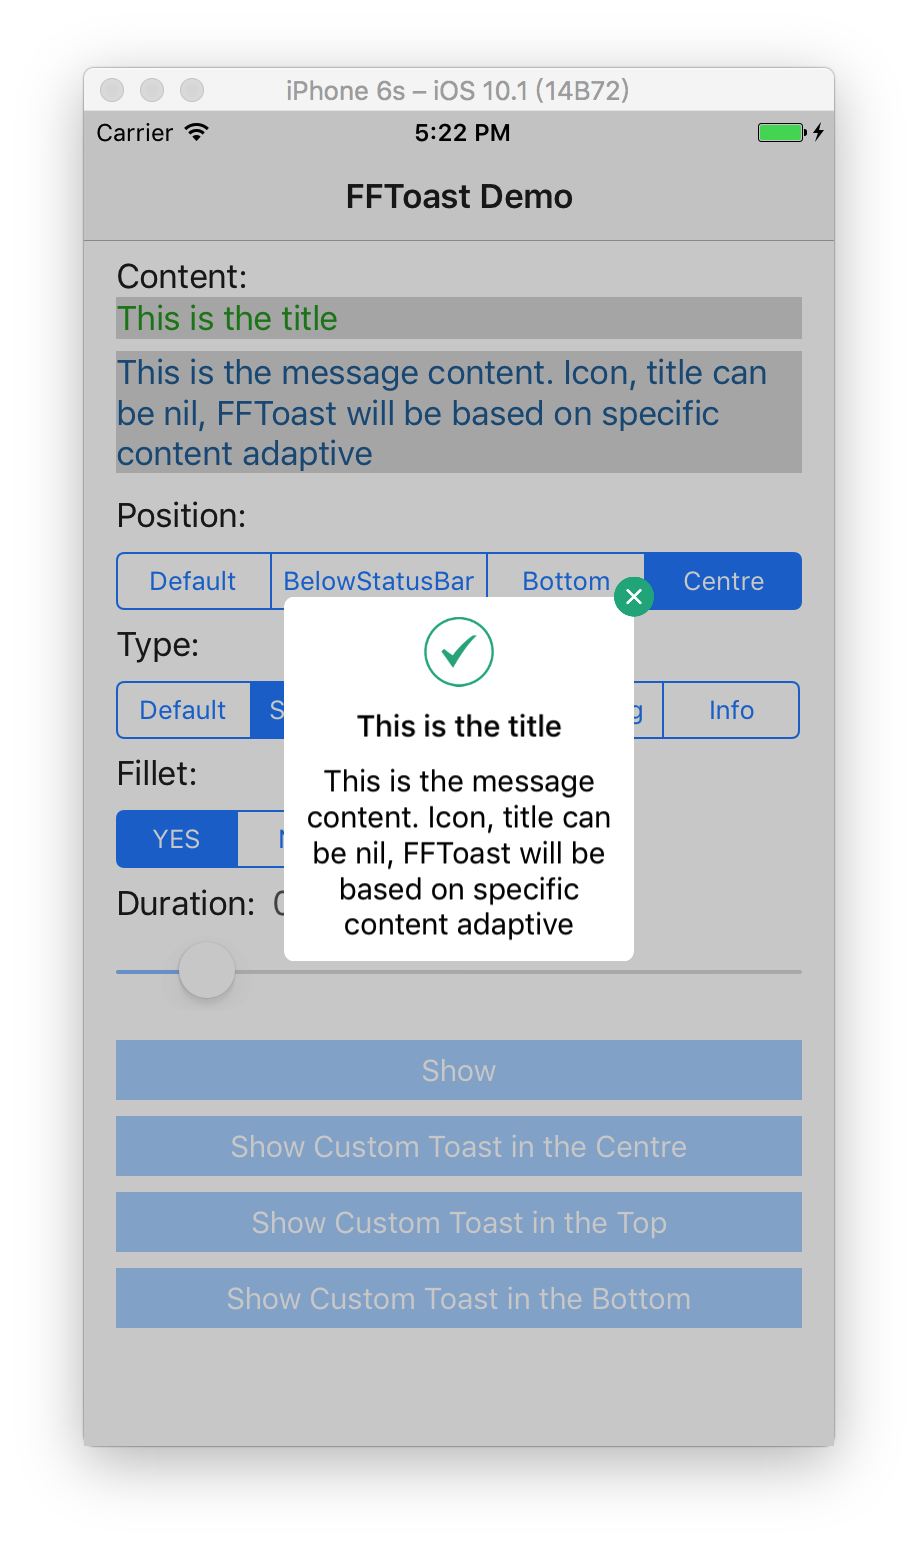 iPhone 6s – iOS 10.1 (14B72)
Carrier 5:22 PM
FFToast Demo
Content:
This is the title
This is the message content. Icon, title can
be nil, FFToast will be based on specific
content adaptive
Position:
Default BelowStatusBar Bottom Centre
Type:
Default Info
This is the title
Fillet:
This is the message
content. Icon, title can
YES
be nil, FFToast will be
based on specific
content adaptive
Duration:
Show
Show Custom Toast in the Centre
Show Custom Toast in the Top
Show Custom Toast in the Bottom